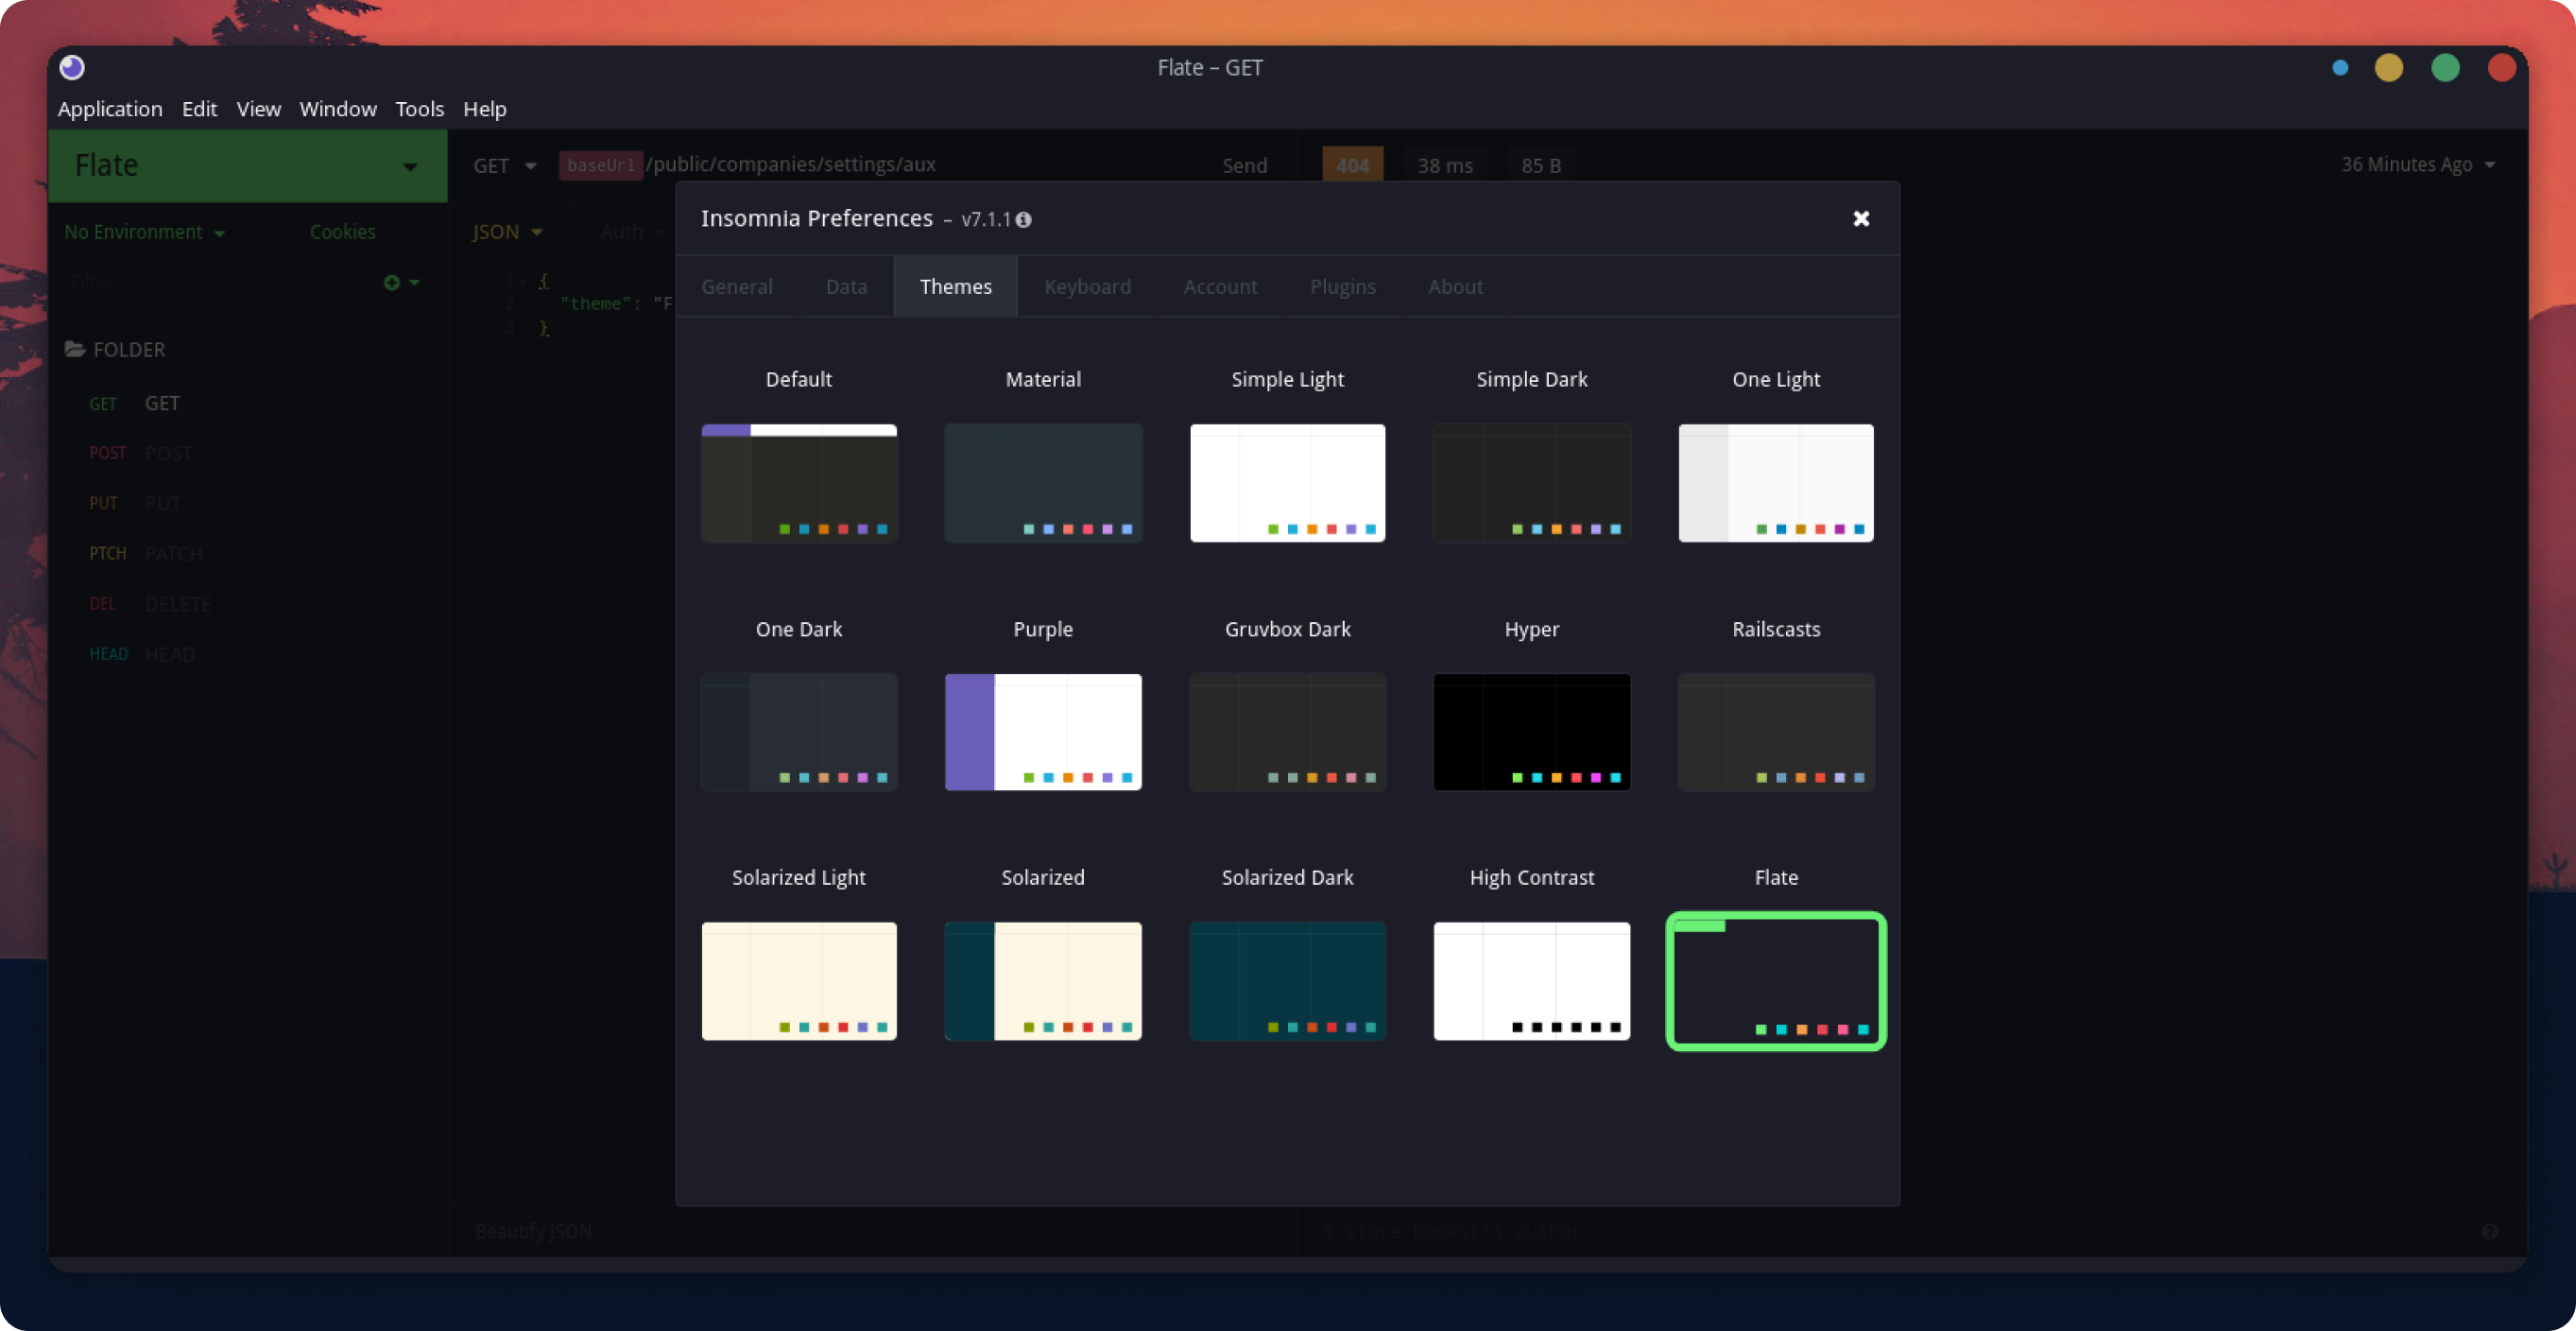 Flate – GET
Application Edit View Window Tools Help
Flate
GET baseUrl/public/companies/settings/aux Send 404 38 ms 85 B 36 Minutes Ago
No Environment Cookies
JSON Auth
Filter
1 {
2 "theme": "F
3 }
FOLDER
GET GET
POST POST
PUT PUT
PTCH PATCH
DEL DELETE
HEAD HEAD
Insomnia Preferences – v7.1.1
General Data Themes Keyboard Account Plugins About
Default Material Simple Light Simple Dark One Light
One Dark Purple Gruvbox Dark Hyper Railscasts
Solarized Light Solarized Solarized Dark High Contrast Flate
Beautify JSON $.store.books[*].author